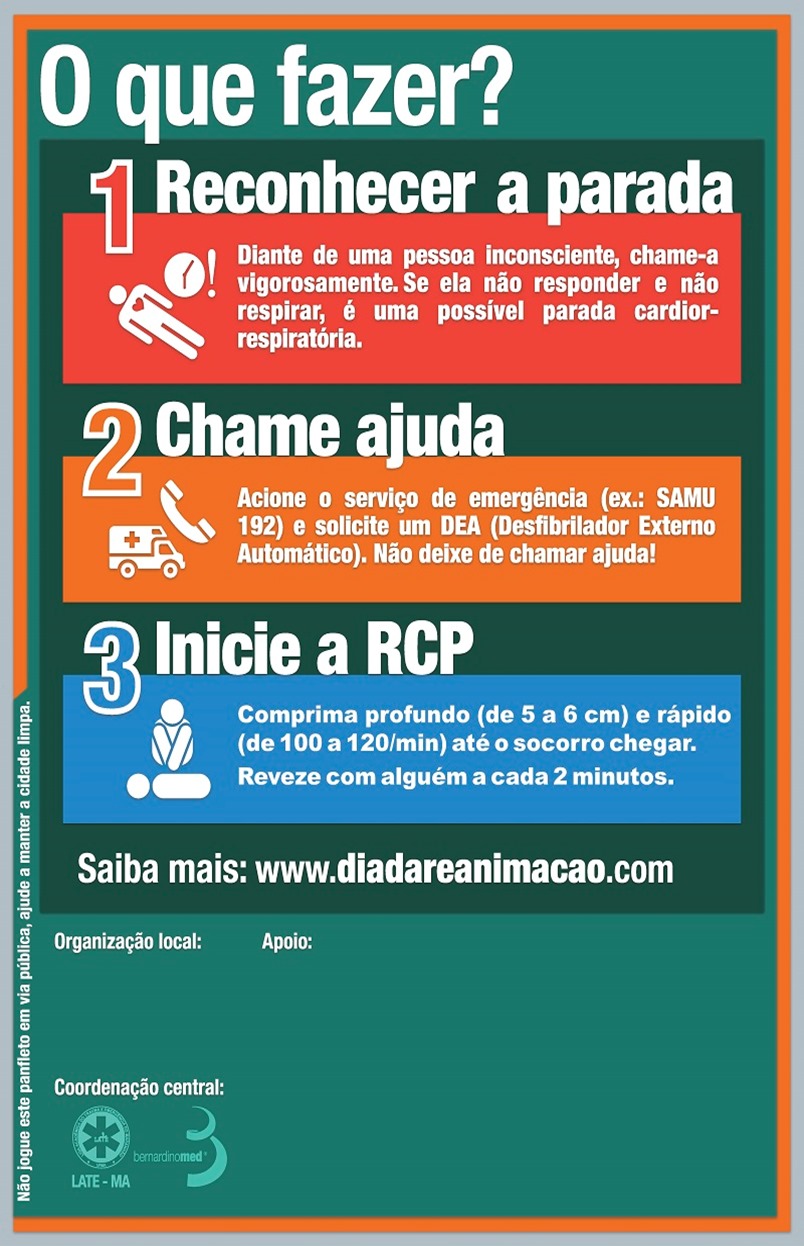 O que fazer?
1 Reconhecer a parada
Diante de uma pessoa inconsciente, chame-a
vigorosamente. Se ela não responder e não
respirar, é uma possível parada cardior-
respiratória.
2 Chame ajuda
Acione o serviço de emergência (ex.: SAMU
192) e solicite um DEA (Desfibrilador Externo
Automático). Não deixe de chamar ajuda!
3 Inicie a RCP
Comprima profundo (de 5 a 6 cm) e rápido
(de 100 a 120/min) até o socorro chegar.
Reveze com alguém a cada 2 minutos.
Saiba mais: www.diadareanimacao.com
Organização local: Apoio:
Coordenação central:
bernardinomed®
LATE - MA
Não jogue este panfleto em via pública, ajude a manter a cidade limpa.